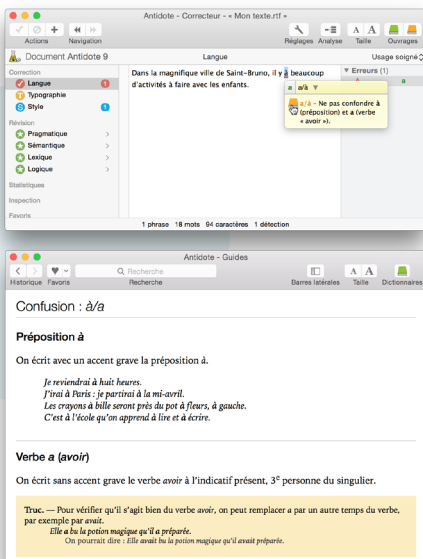 Antidote - Correcteur - « Mon texte.rtf »
Actions Navigation Réglages Analyse Taille Ouvrages
Document Antidote 9 Langue Usage soigné
Correction
Langue 1
Typographie
Style 1
Révision
Pragmatique >
Sémantique >
Lexique >
Logique >
Statistiques
Inspection
Favoris
Dans la magnifique ville de Saint-Bruno, il y à beaucoup
d'activités à faire avec les enfants.
a a/à ▼
a/à - Ne pas confondre à
(préposition) et a (verbe
« avoir »).
▼ Erreurs (1)
a
1 phrase 18 mots 94 caractères 1 détection
Antidote - Guides
Recherche
A A
Historique Favoris Recherche Barres latérales Taille Dictionnaires
Confusion : à/a
Préposition à
On écrit avec un accent grave la préposition à.
Je reviendrai à huit heures.
J'irai à Paris : je partirai à la mi-avril.
Les crayons à bille seront près du pot à fleurs, à gauche.
C'est à l'école qu'on apprend à lire et à écrire.
Verbe a (avoir)
On écrit sans accent grave le verbe avoir à l'indicatif présent, 3e personne du singulier.
Truc. — Pour vérifier qu'il s'agit bien du verbe avoir, on peut remplacer a par un autre temps du verbe,
par exemple par avait.
Elle a bu la potion magique qu'il a préparée.
On pourrait dire : Elle avait bu la potion magique qu'il avait préparée.